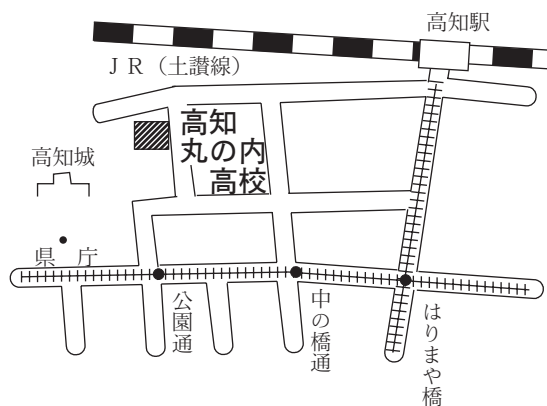 高知駅
ＪＲ（土讃線）
高知
丸の内
高校
高知城
県庁
公園通
中の橋通
はりまや橋